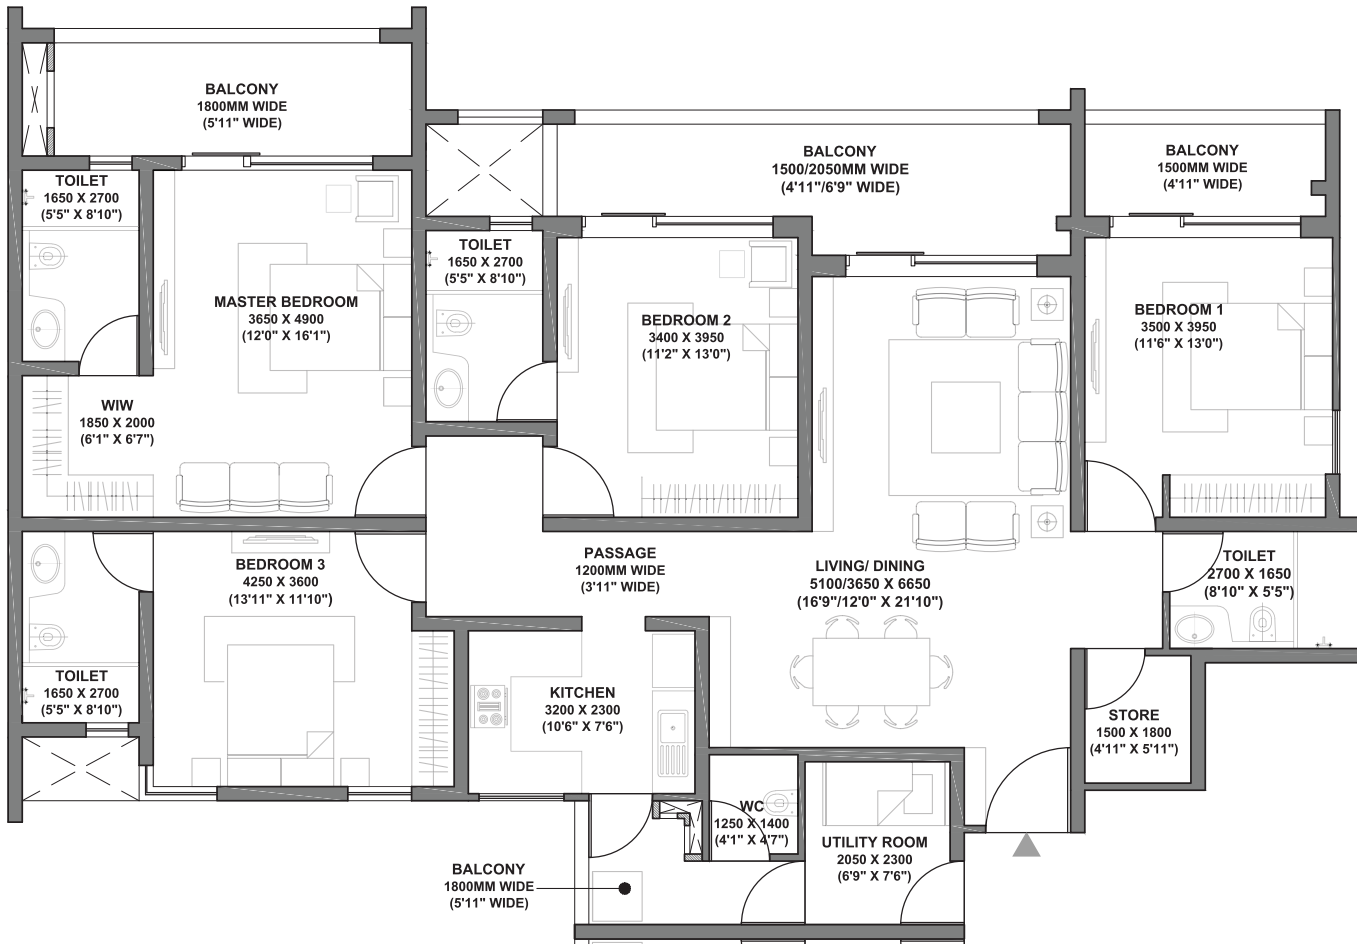 BALCONY
1800MM WIDE
(5'11" WIDE)
BALCONY
1500/2050MM WIDE
(4'11"/6'9" WIDE)
BALCONY
1500MM WIDE
(4'11" WIDE)
TOILET
1650 X 2700
(5'5" X 8'10")
TOILET
1650 X 2700
(5'5" X 8'10")
MASTER BEDROOM
3650 X 4900
(12'0" X 16'1")
BEDROOM 2
3400 X 3950
(11'2" X 13'0")
BEDROOM 1
3500 X 3950
(11'6" X 13'0")
WIW
1850 X 2000
(6'1" X 6'7")
BEDROOM 3
4250 X 3600
(13'11" X 11'10")
PASSAGE
1200MM WIDE
(3'11" WIDE)
LIVING/ DINING
5100/3650 X 6650
(16'9"/12'0" X 21'10")
TOILET
2700 X 1650
(8'10" X 5'5")
TOILET
1650 X 2700
(5'5" X 8'10")
KITCHEN
3200 X 2300
(10'6" X 7'6")
STORE
1500 X 1800
(4'11" X 5'11")
WC
1250 X 1400
(4'1" X 4'7")
UTILITY ROOM
2050 X 2300
(6'9" X 7'6")
BALCONY
1800MM WIDE
(5'11" WIDE)